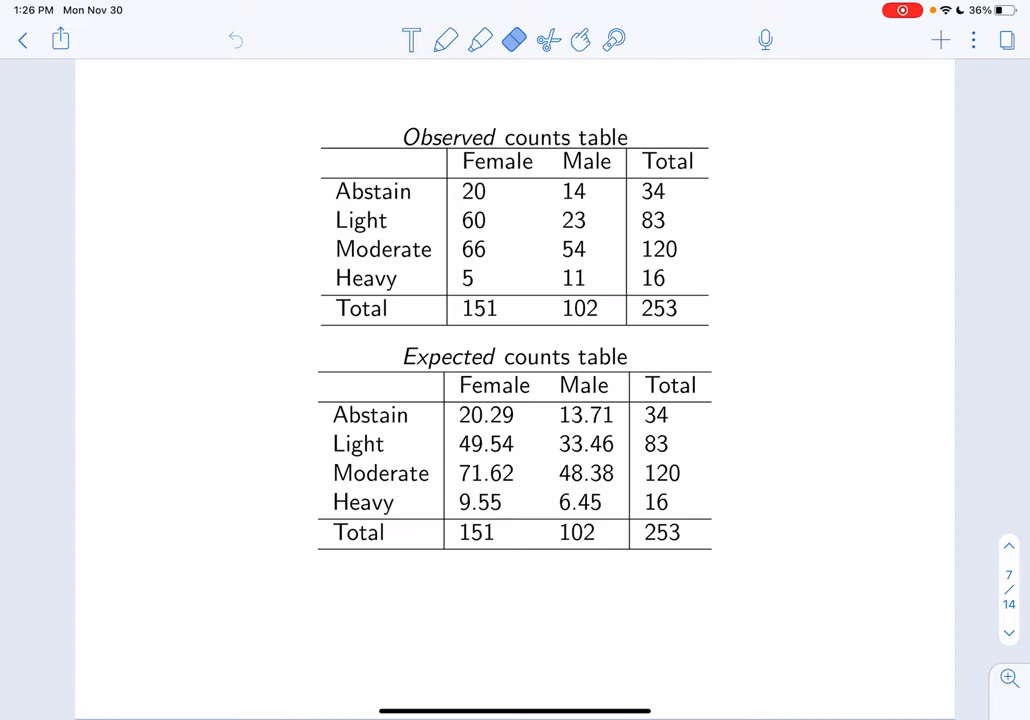 1:26 PM Mon Nov 30 36%
T
Observed counts table
Female Male Total
Abstain 20 14 34
Light 60 23 83
Moderate 66 54 120
Heavy 5 11 16
Total 151 102 253
Expected counts table
Female Male Total
Abstain 20.29 13.71 34
Light 49.54 33.46 83
Moderate 71.62 48.38 120
Heavy 9.55 6.45 16
Total 151 102 253
7
/
14